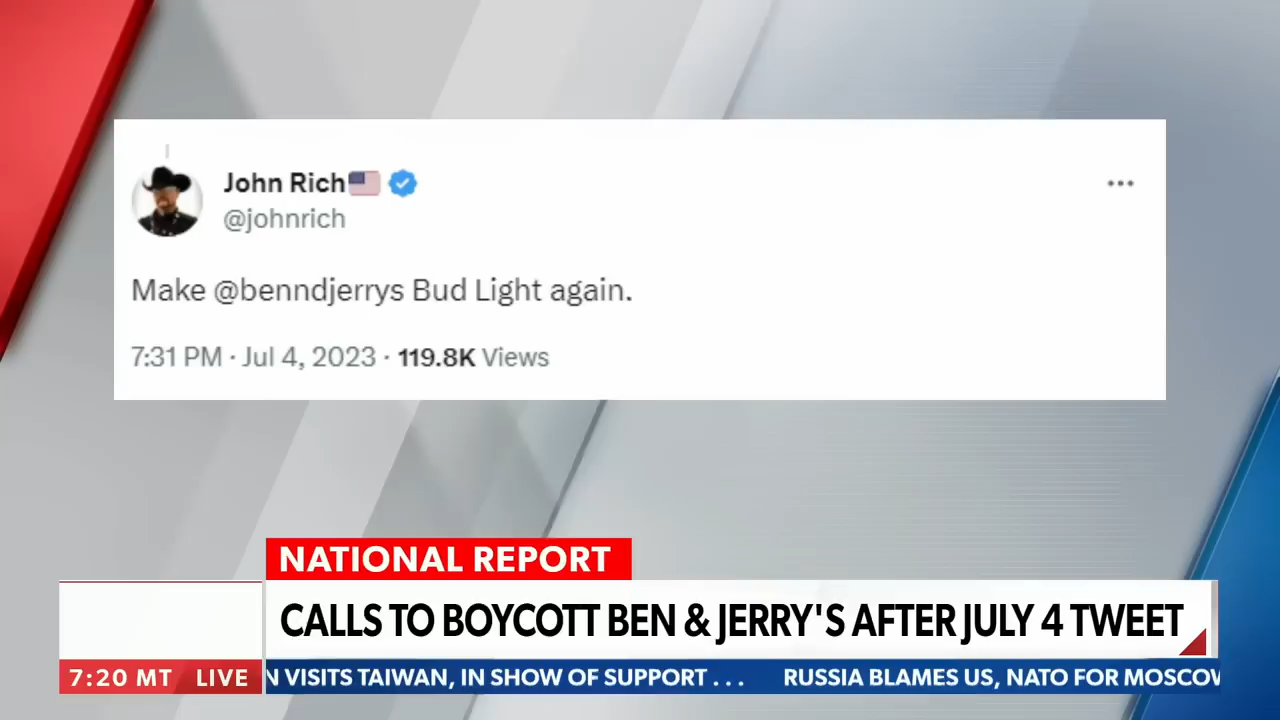 John Rich
@johnrich
Make @benndjerrys Bud Light again.
7:31 PM · Jul 4, 2023 · 119.8K Views
NATIONAL REPORT
CALLS TO BOYCOTT BEN & JERRY'S AFTER JULY 4 TWEET
7:20 MT LIVE
N VISITS TAIWAN, IN SHOW OF SUPPORT . . . RUSSIA BLAMES US, NATO FOR MOSCOW